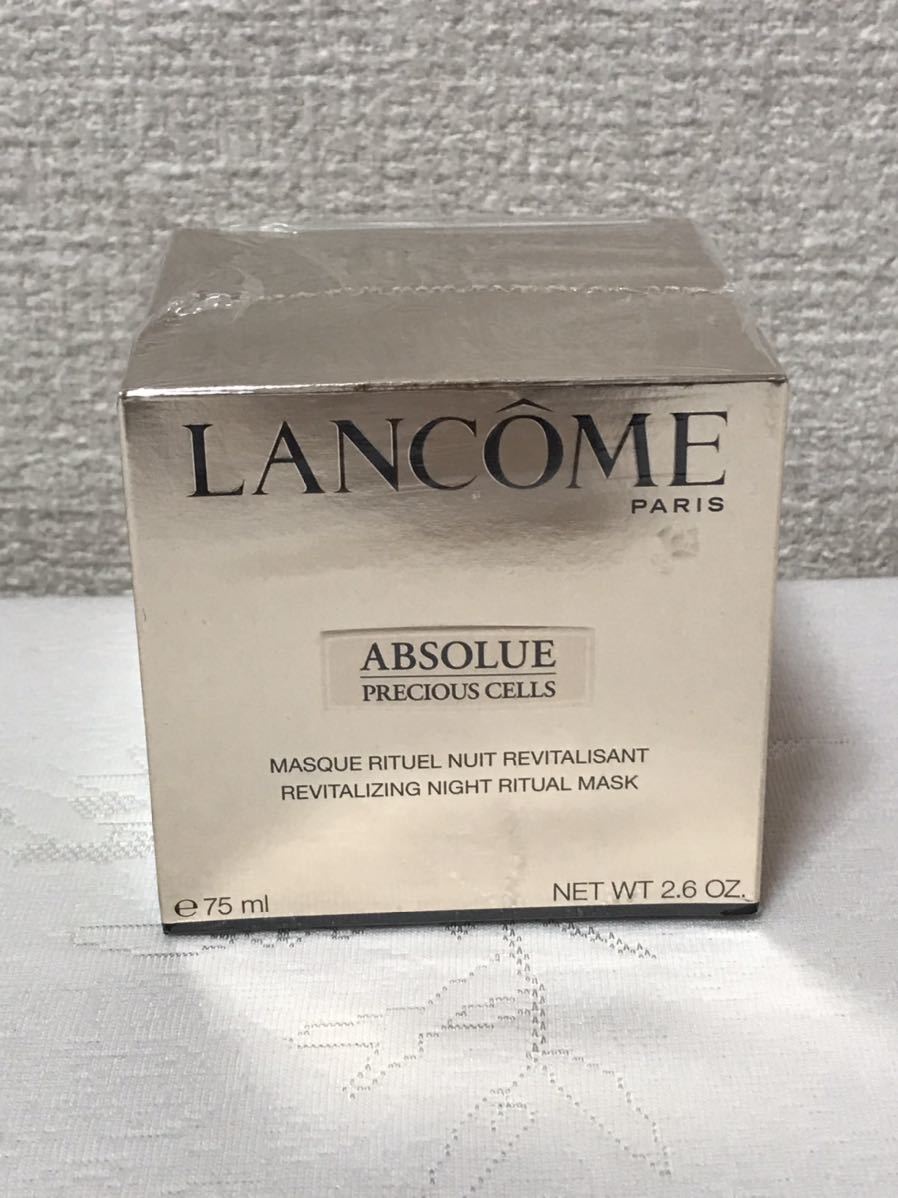 LANCÔME
PARIS
ABSOLUE
PRECIOUS CELLS
MASQUE RITUEL NUIT REVITALISANT
REVITALIZING NIGHT RITUAL MASK
℮ 75 ml NET WT 2.6 OZ.